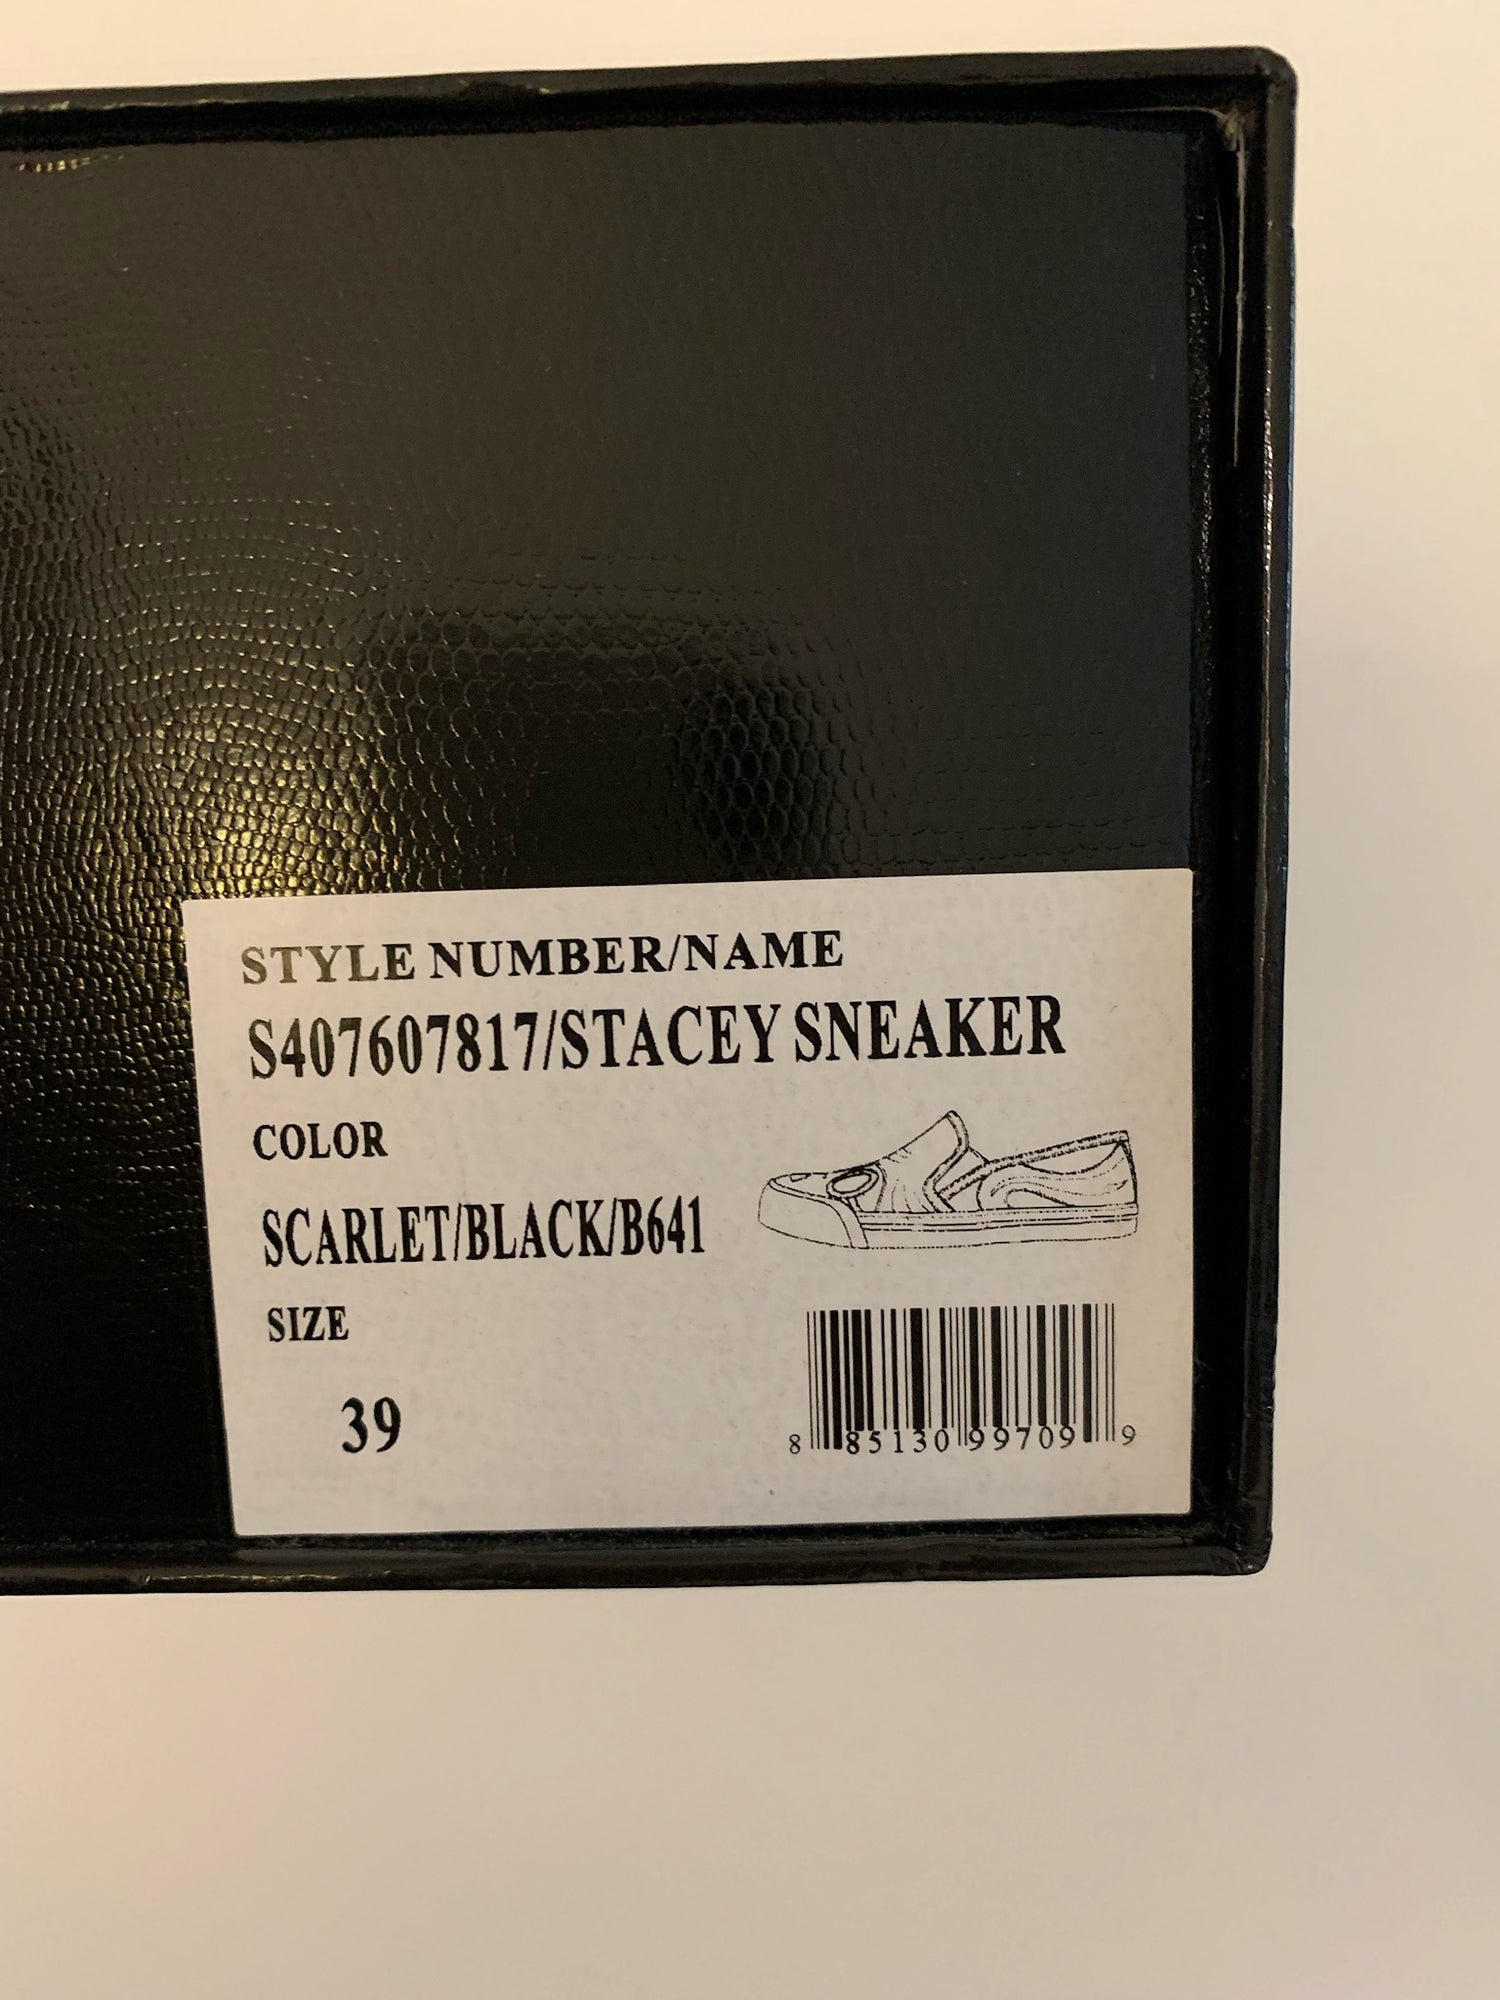 STYLE NUMBER/NAME
S407607817/STACEY SNEAKER
COLOR
SCARLET/BLACK/B641
SIZE
39
8 85130 99709 9